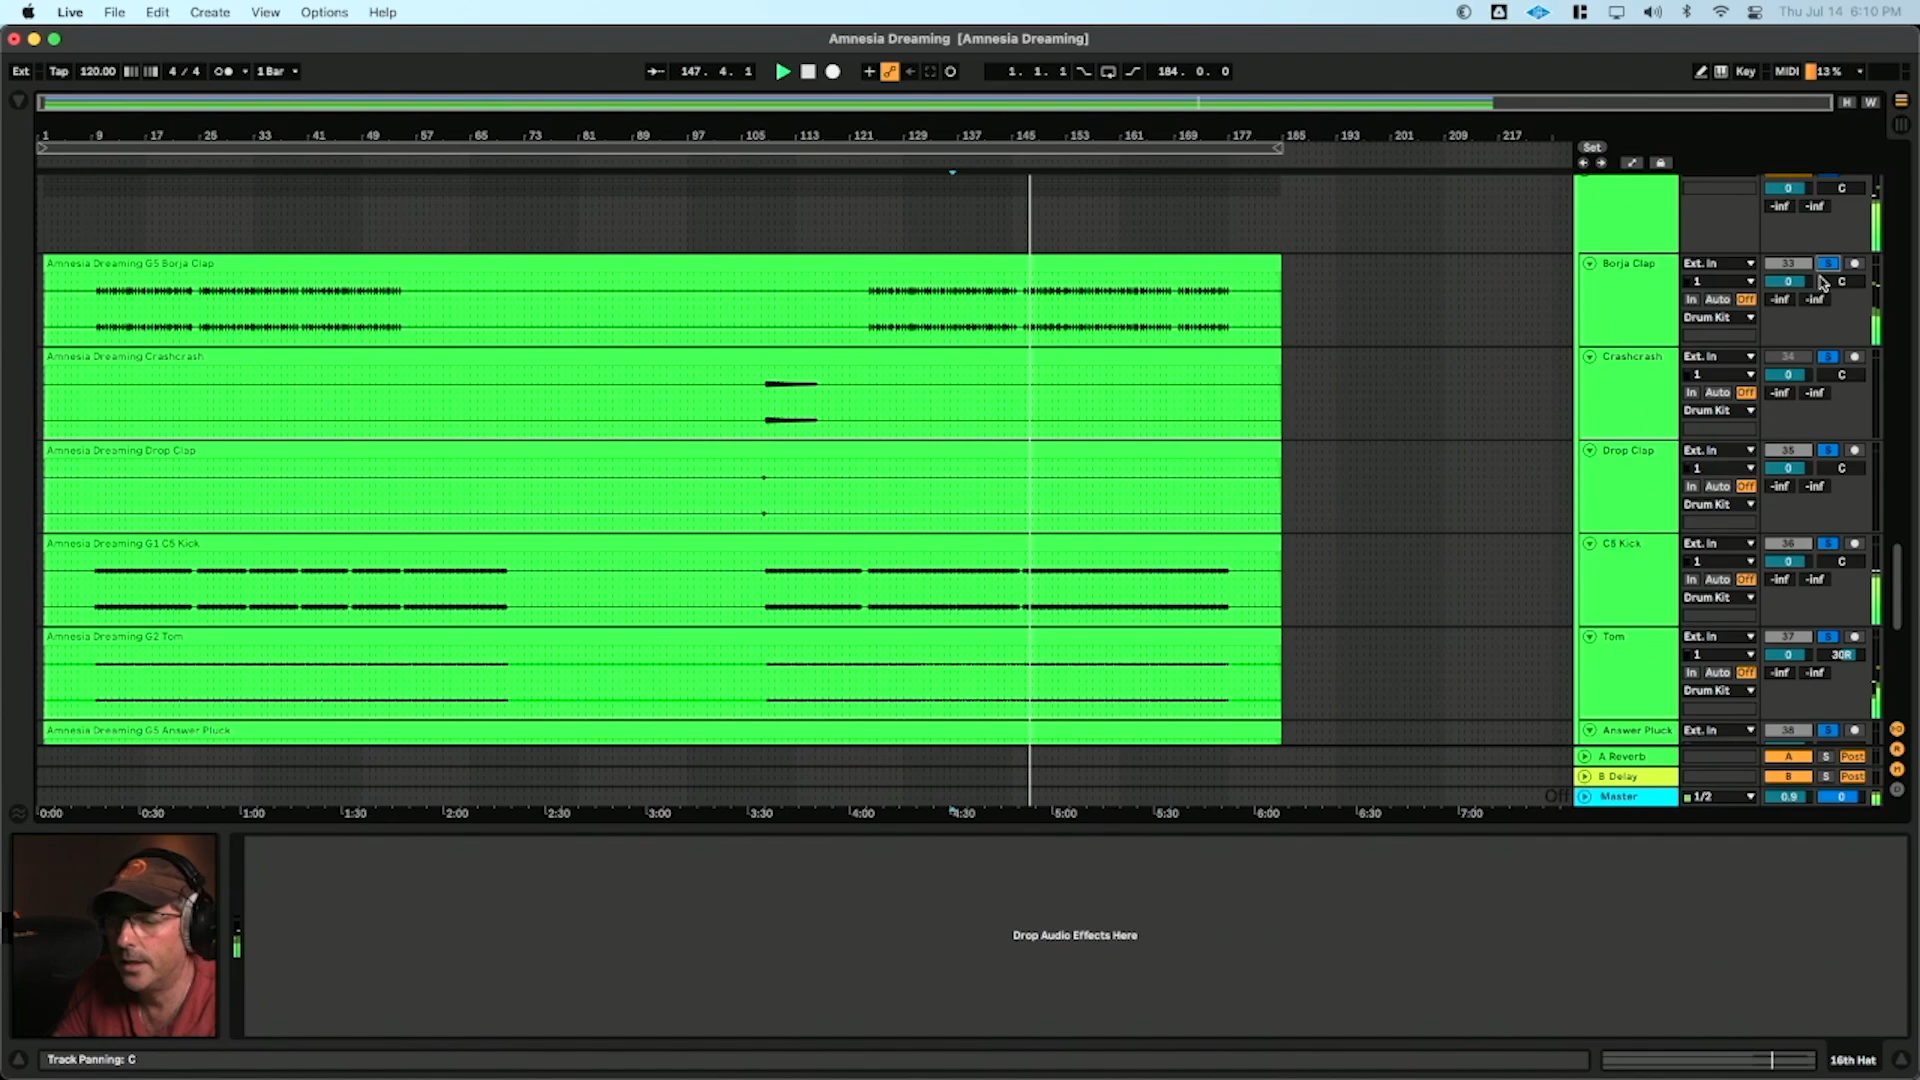 Live File Edit Create View Options Help Thu Jul 14 6:10 PM
Amnesia Dreaming [Amnesia Dreaming]
Ext Tap 120.00 4 / 4 1 Bar 147. 4. 1 1. 1. 1 184. 0. 0 Key MIDI 13 %
H W
1 9 17 25 33 41 49 57 65 73 81 89 97 105 113 121 129 137 145 153 161 169 177 185 193 201 209 217
Set
0 C
-inf -inf
Amnesia Dreaming G5 Borja Clap
Borja Clap Ext. In 33 S
1 0 C
In Auto Off -inf -inf
Drum Kit
Amnesia Dreaming Crashcrash
Crashcrash Ext. In 34 S
1 0 C
In Auto Off -inf -inf
Drum Kit
Amnesia Dreaming Drop Clap
Drop Clap Ext. In 35 S
1 0 C
In Auto Off -inf -inf
Drum Kit
Amnesia Dreaming G1 C5 Kick
C5 Kick Ext. In 36 S
1 0 C
In Auto Off -inf -inf
Drum Kit
Amnesia Dreaming G2 Tom
Tom Ext. In 37 S
1 0 30R
In Auto Off -inf -inf
Drum Kit
Amnesia Dreaming G5 Answer Pluck
Answer Pluck Ext. In 38 S
A Reverb A S Post
B Delay B S Post
Off Master 1/2 0.9 0
0:00 0:30 1:00 1:30 2:00 2:30 3:00 3:30 4:00 4:30 5:00 5:30 6:00 6:30 7:00
Drop Audio Effects Here
Track Panning: C
16th Hat